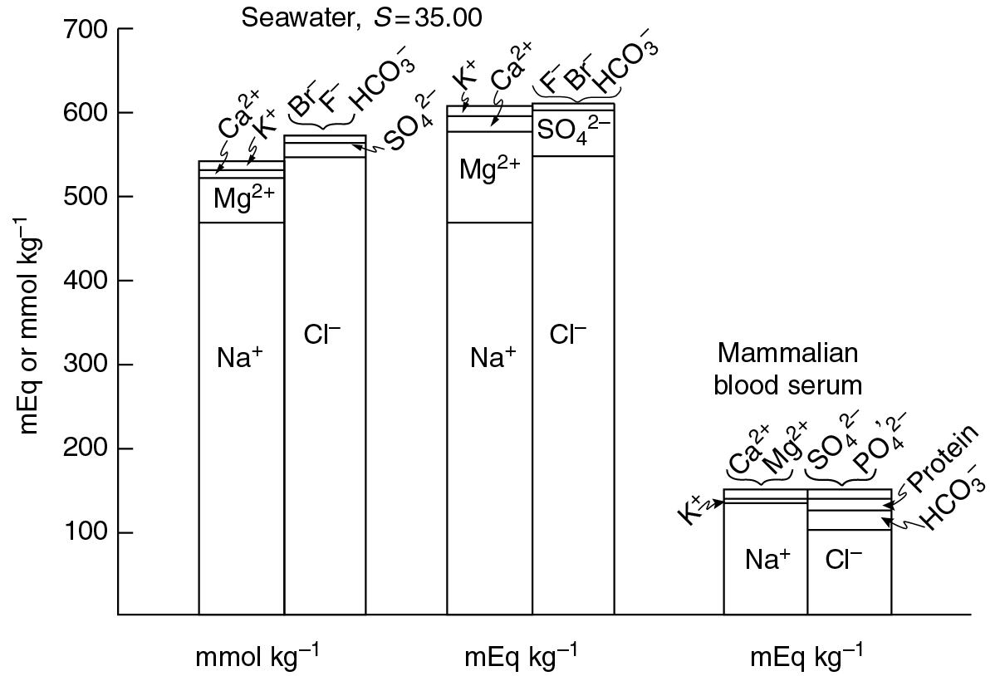 Seawater, S=35.00
700
600
500
400
300
200
100
mEq or mmol kg⁻¹
Ca²⁺
K⁺
Br⁻
F⁻
HCO₃⁻
SO₄²⁻
Mg²⁺
Na⁺
Cl⁻
mmol kg⁻¹
K⁺
Ca²⁺
F⁻
Br⁻
HCO₃⁻
SO₄²⁻
Mg²⁺
Na⁺
Cl⁻
mEq kg⁻¹
Mammalian
blood serum
Ca²⁺
Mg²⁺
SO₄²⁻
PO₄'²⁻
Protein
HCO₃⁻
K⁺
Na⁺
Cl⁻
mEq kg⁻¹